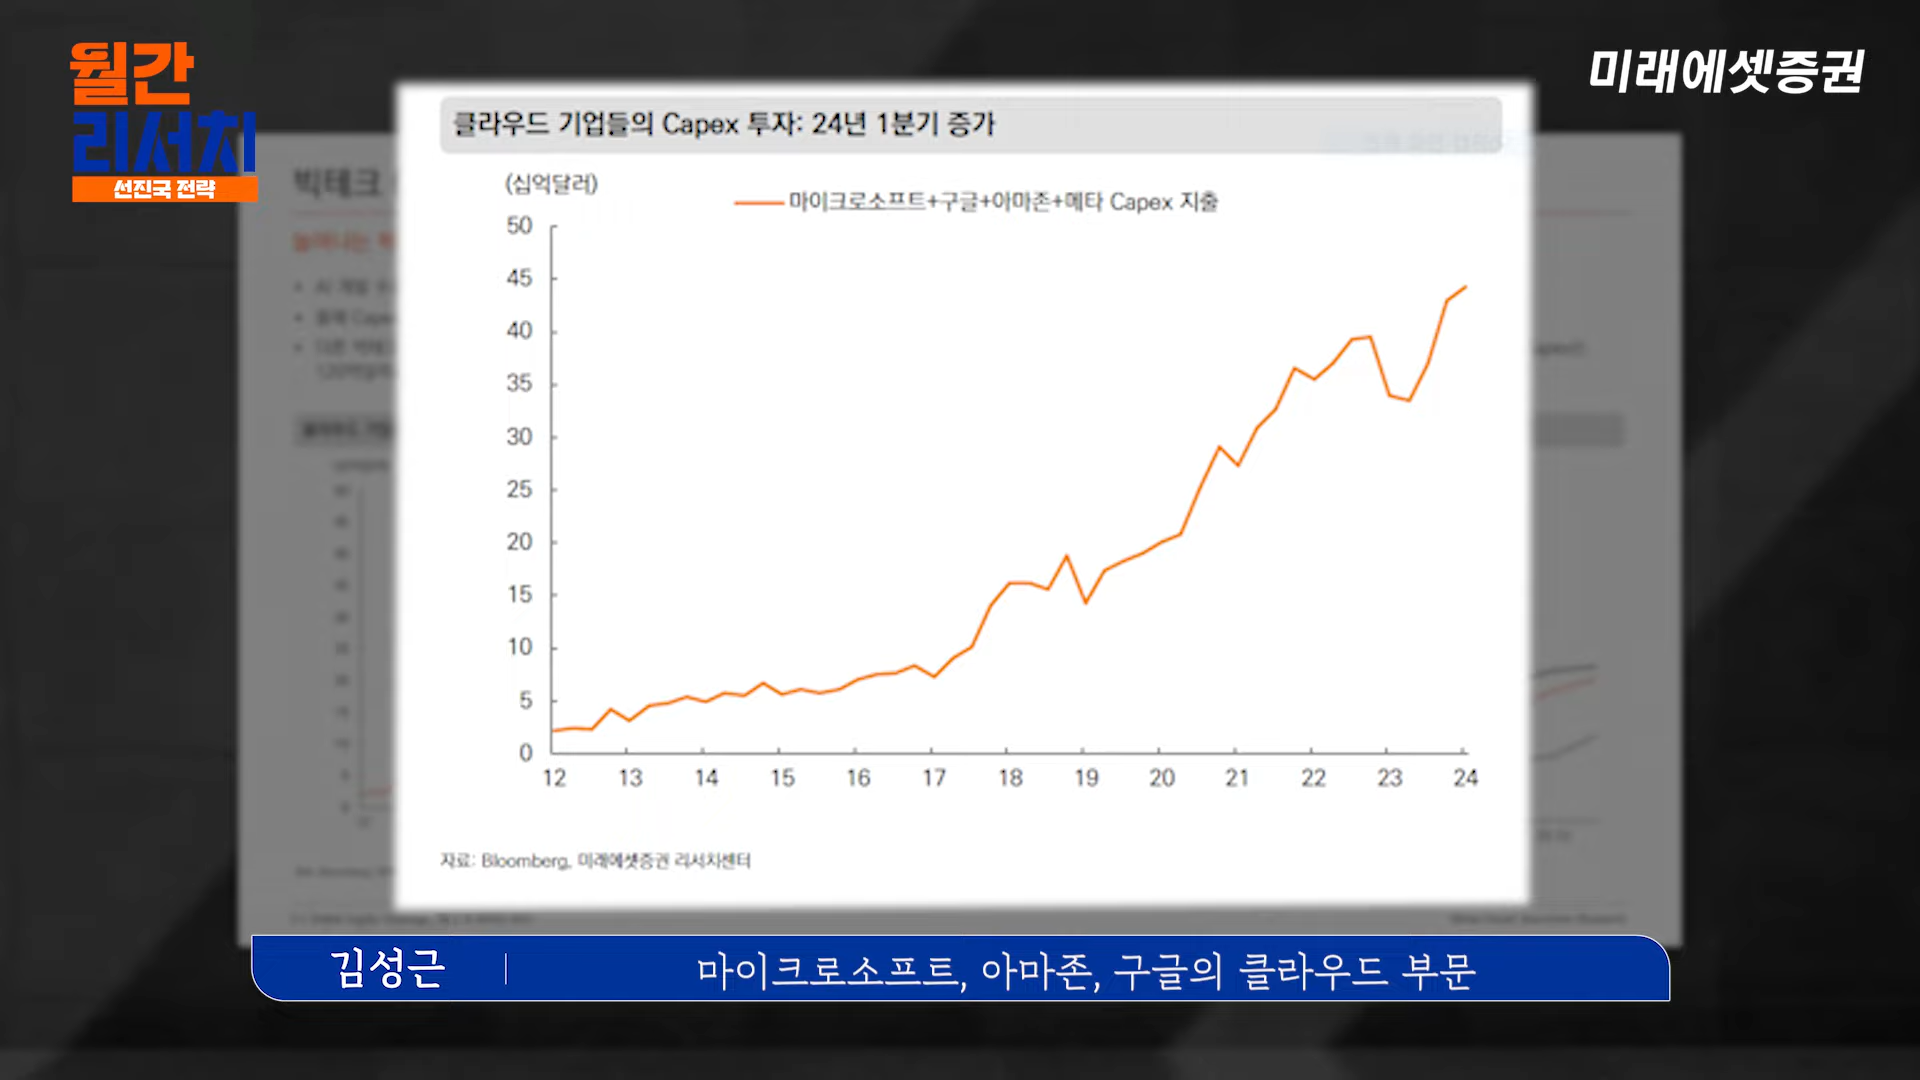 월간
리서치
선진국 전략
미래에셋증권
빅테크
클라우드 기업들의 Capex 투자: 24년 1분기 증가
(십억달러)
마이크로소프트+구글+아마존+메타 Capex 지출
50
45
40
35
30
25
20
15
10
5
0
12 13 14 15 16 17 18 19 20 21 22 23 24
자료: Bloomberg, 미래에셋증권 리서치센터
김성근
마이크로소프트, 아마존, 구글의 클라우드 부문